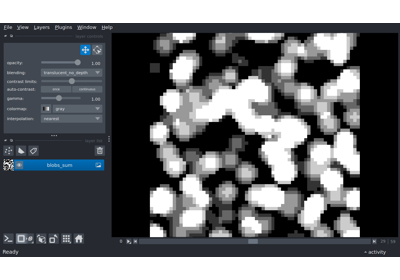 File View Layers Plugins Window Help
opacity: 1.00
blending: translucent_no_depth
contrast limits:
auto-contrast: once continuous
gamma: 1.00
colormap: gray
interpolation: nearest
blobs_sum
Ready
activity